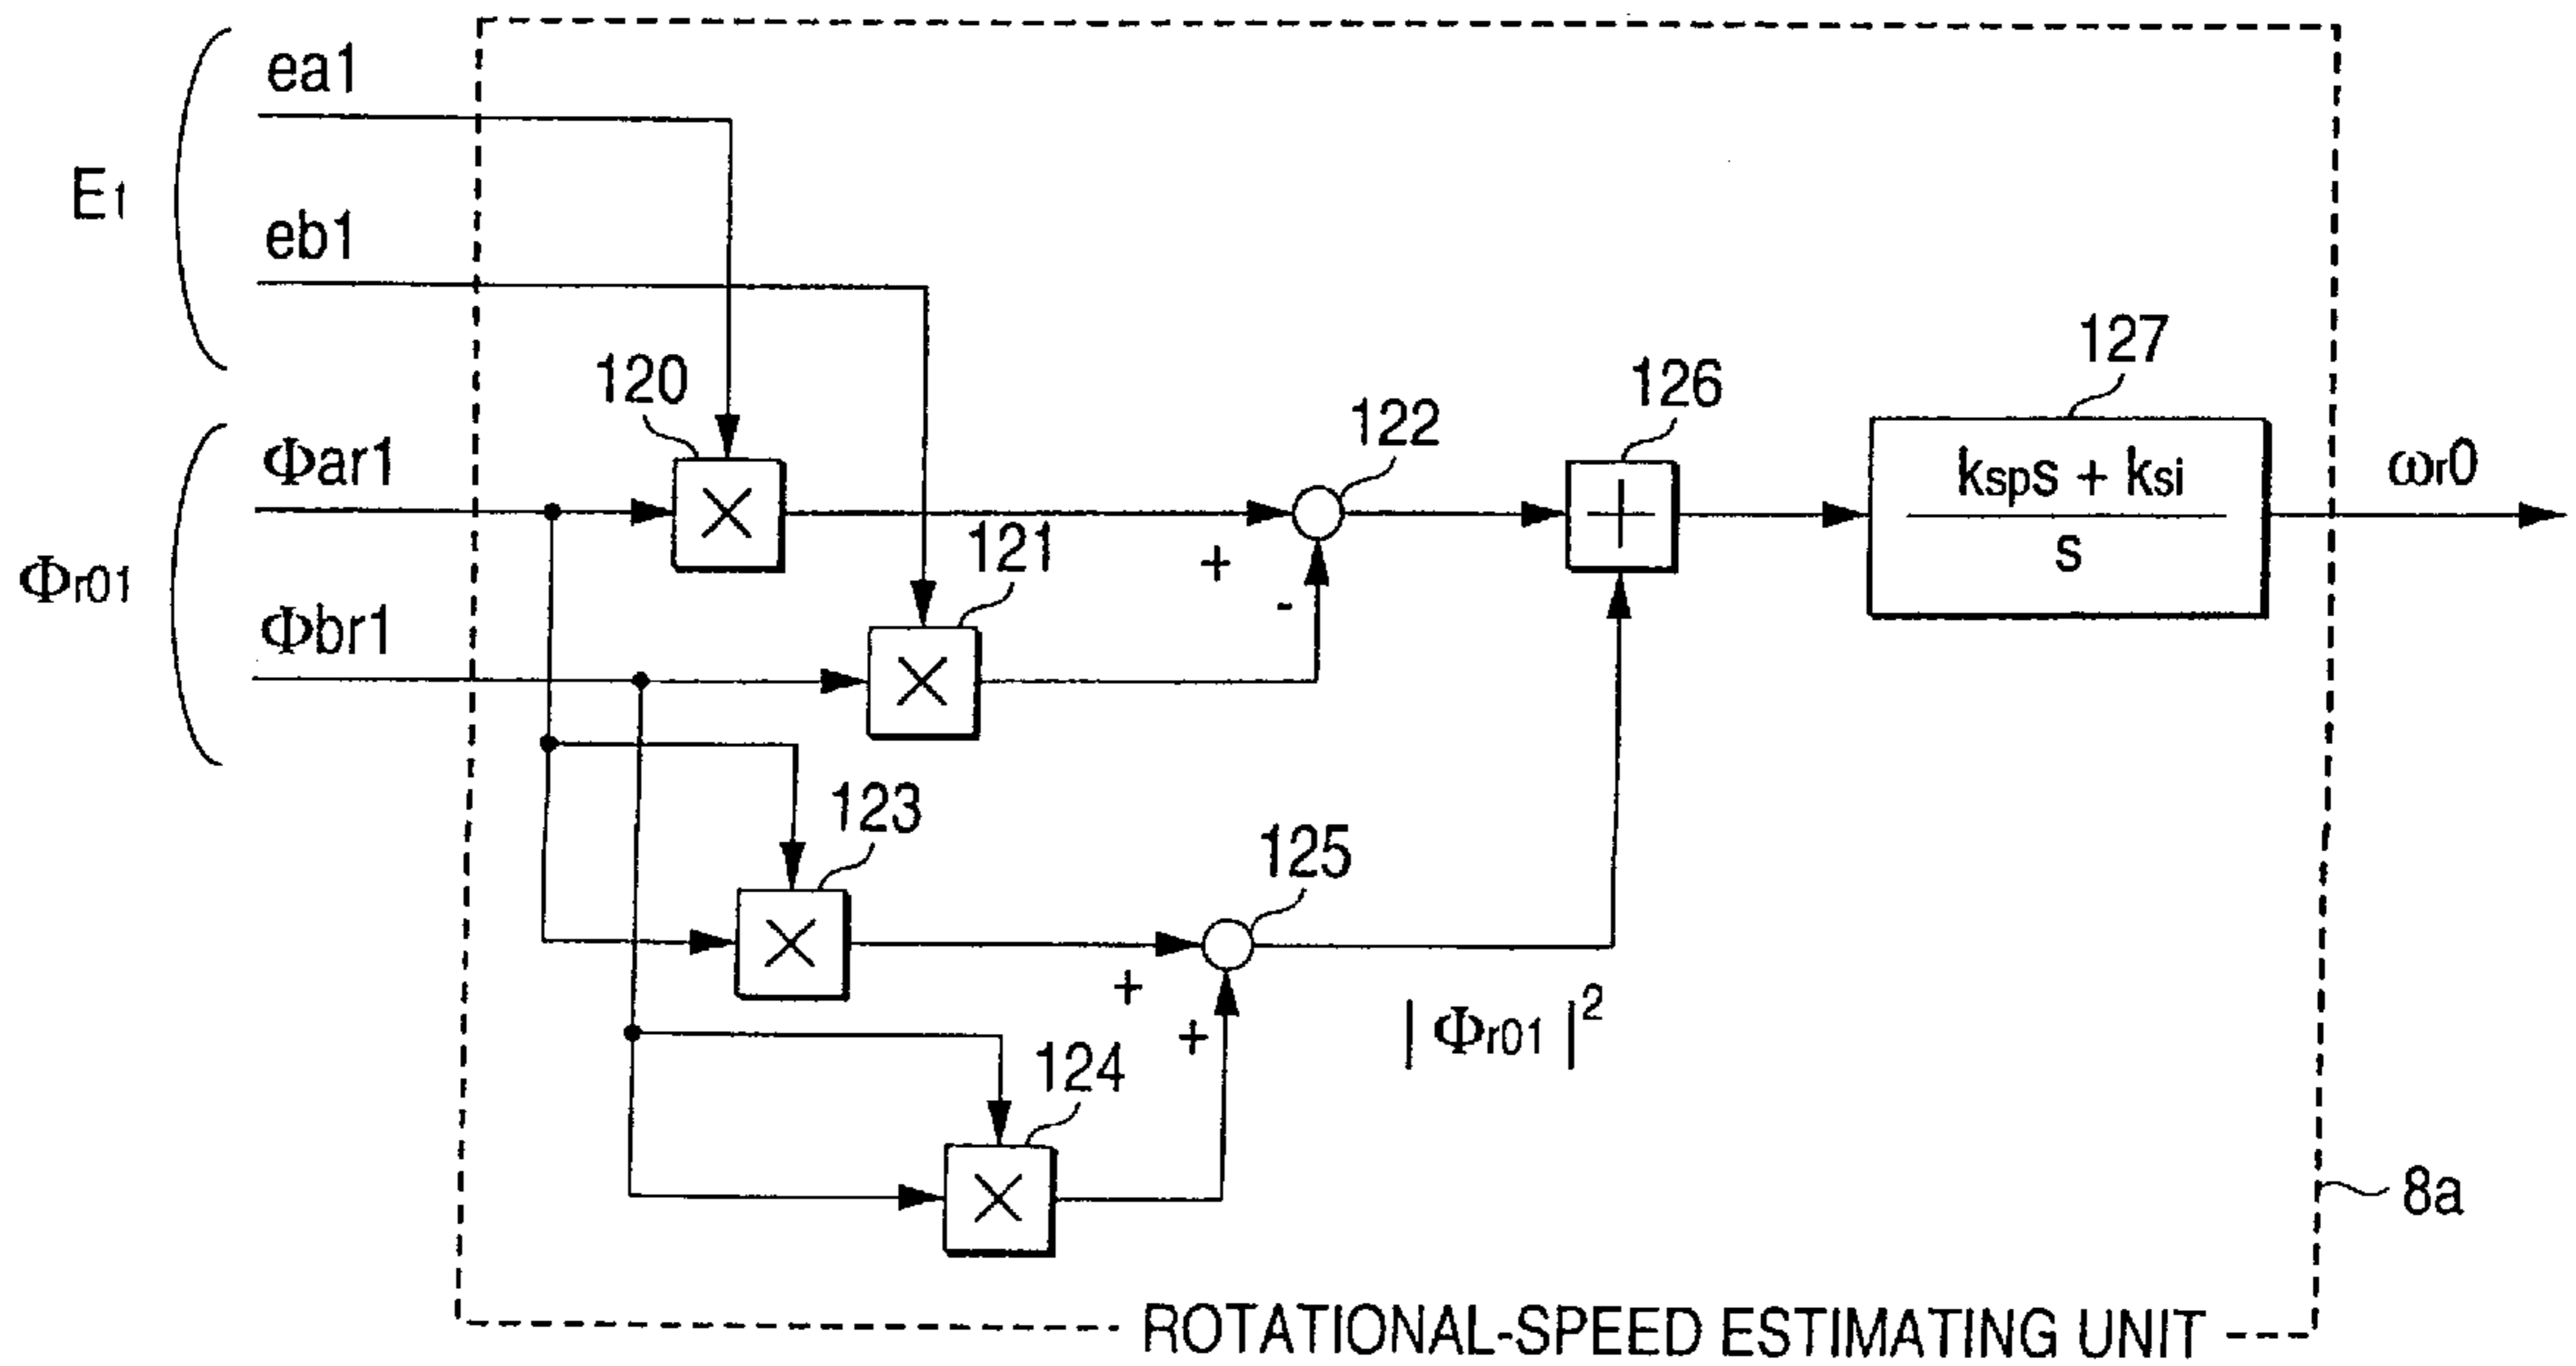 ea1
E1
eb1
120
Φar1
Φr01
Φbr1
×
121
×
122
+
-
126
+
127
ksps + ksi
s
ωr0
123
×
125
+
+
|Φr01|²
124
×
8a
ROTATIONAL-SPEED ESTIMATING UNIT